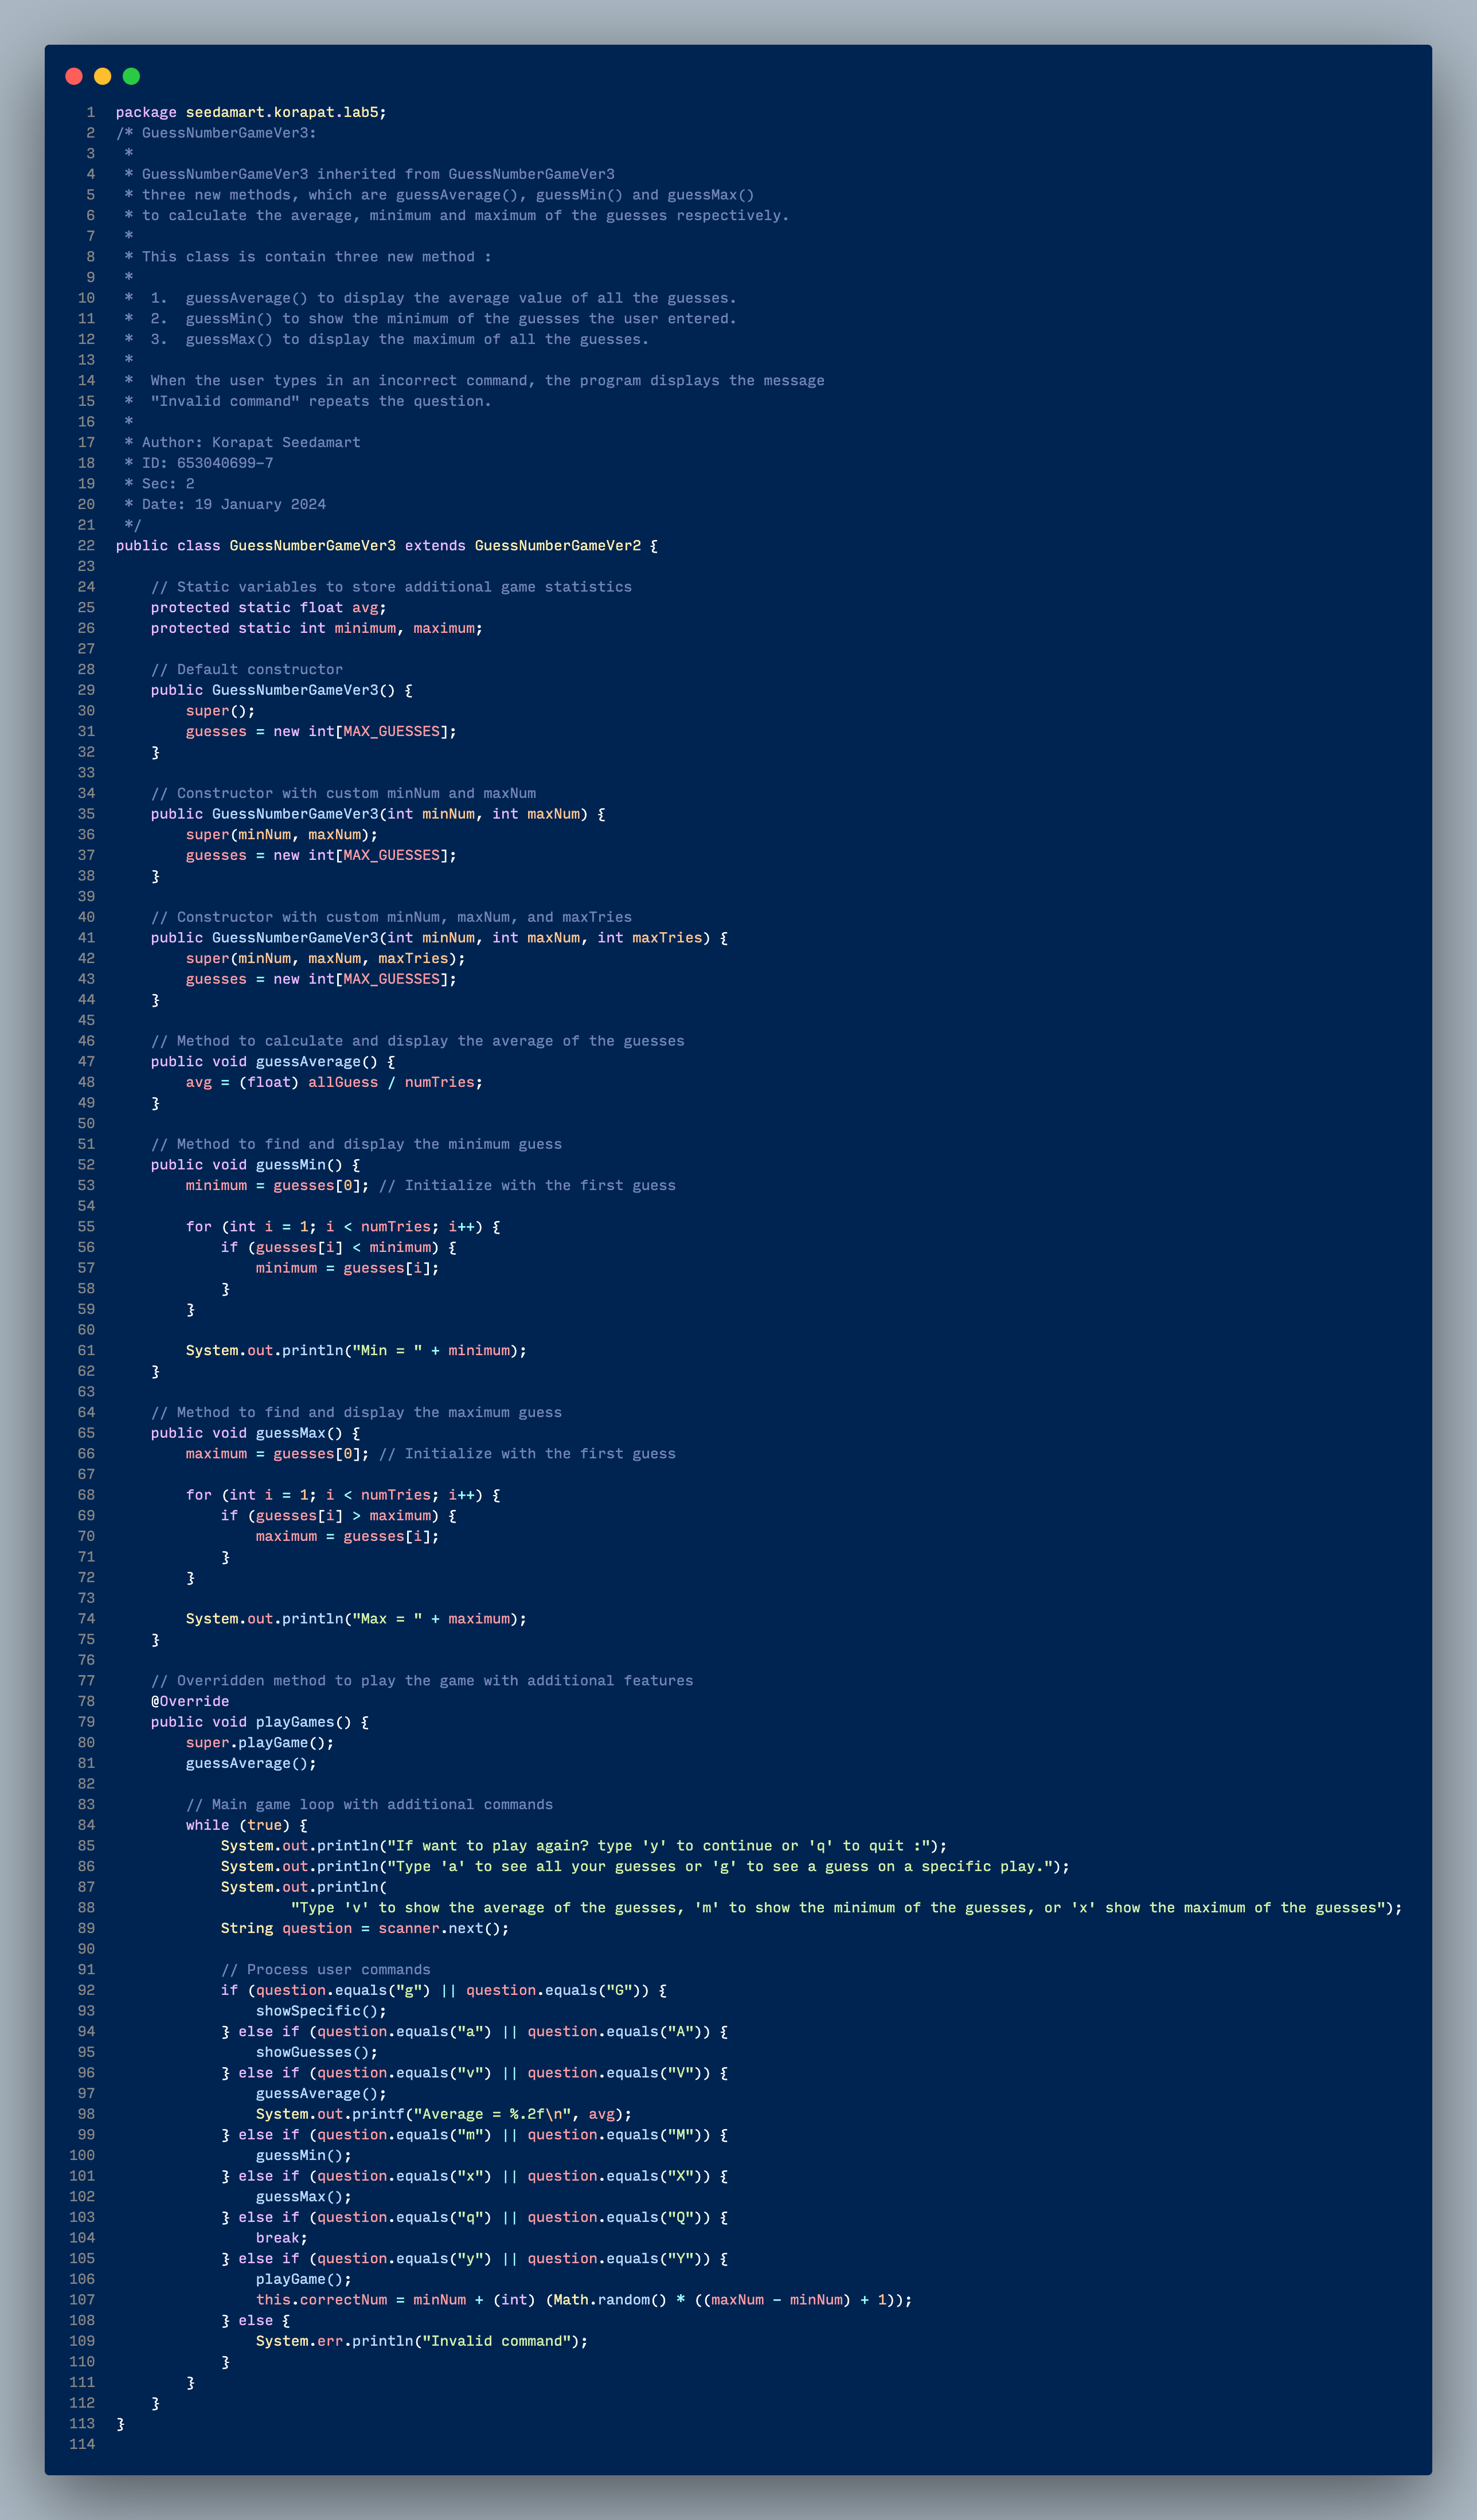 1 package seedamart.korapat.lab5;
2 /* GuessNumberGameVer3:
3  *
4  * GuessNumberGameVer3 inherited from GuessNumberGameVer3
5  * three new methods, which are guessAverage(), guessMin() and guessMax()
6  * to calculate the average, minimum and maximum of the guesses respectively.
7  *
8  * This class is contain three new method :
9  *
10  *  1.  guessAverage() to display the average value of all the guesses.
11  *  2.  guessMin() to show the minimum of the guesses the user entered.
12  *  3.  guessMax() to display the maximum of all the guesses.
13  *
14  *  When the user types in an incorrect command, the program displays the message
15  *  "Invalid command" repeats the question.
16  *
17  * Author: Korapat Seedamart
18  * ID: 653040699-7
19  * Sec: 2
20  * Date: 19 January 2024
21  */
22 public class GuessNumberGameVer3 extends GuessNumberGameVer2 {
23
24     // Static variables to store additional game statistics
25     protected static float avg;
26     protected static int minimum, maximum;
27
28     // Default constructor
29     public GuessNumberGameVer3() {
30         super();
31         guesses = new int[MAX_GUESSES];
32     }
33
34     // Constructor with custom minNum and maxNum
35     public GuessNumberGameVer3(int minNum, int maxNum) {
36         super(minNum, maxNum);
37         guesses = new int[MAX_GUESSES];
38     }
39
40     // Constructor with custom minNum, maxNum, and maxTries
41     public GuessNumberGameVer3(int minNum, int maxNum, int maxTries) {
42         super(minNum, maxNum, maxTries);
43         guesses = new int[MAX_GUESSES];
44     }
45
46     // Method to calculate and display the average of the guesses
47     public void guessAverage() {
48         avg = (float) allGuess / numTries;
49     }
50
51     // Method to find and display the minimum guess
52     public void guessMin() {
53         minimum = guesses[0]; // Initialize with the first guess
54
55         for (int i = 1; i < numTries; i++) {
56             if (guesses[i] < minimum) {
57                 minimum = guesses[i];
58             }
59         }
60
61         System.out.println("Min = " + minimum);
62     }
63
64     // Method to find and display the maximum guess
65     public void guessMax() {
66         maximum = guesses[0]; // Initialize with the first guess
67
68         for (int i = 1; i < numTries; i++) {
69             if (guesses[i] > maximum) {
70                 maximum = guesses[i];
71             }
72         }
73
74         System.out.println("Max = " + maximum);
75     }
76
77     // Overridden method to play the game with additional features
78     @Override
79     public void playGames() {
80         super.playGame();
81         guessAverage();
82
83         // Main game loop with additional commands
84         while (true) {
85             System.out.println("If want to play again? type 'y' to continue or 'q' to quit :");
86             System.out.println("Type 'a' to see all your guesses or 'g' to see a guess on a specific play.");
87             System.out.println(
88                     "Type 'v' to show the average of the guesses, 'm' to show the minimum of the guesses, or 'x' show the maximum of the guesses");
89             String question = scanner.next();
90
91             // Process user commands
92             if (question.equals("g") || question.equals("G")) {
93                 showSpecific();
94             } else if (question.equals("a") || question.equals("A")) {
95                 showGuesses();
96             } else if (question.equals("v") || question.equals("V")) {
97                 guessAverage();
98                 System.out.printf("Average = %.2f\n", avg);
99             } else if (question.equals("m") || question.equals("M")) {
100                 guessMin();
101             } else if (question.equals("x") || question.equals("X")) {
102                 guessMax();
103             } else if (question.equals("q") || question.equals("Q")) {
104                 break;
105             } else if (question.equals("y") || question.equals("Y")) {
106                 playGame();
107                 this.correctNum = minNum + (int) (Math.random() * ((maxNum - minNum) + 1));
108             } else {
109                 System.err.println("Invalid command");
110             }
111         }
112     }
113 }
114